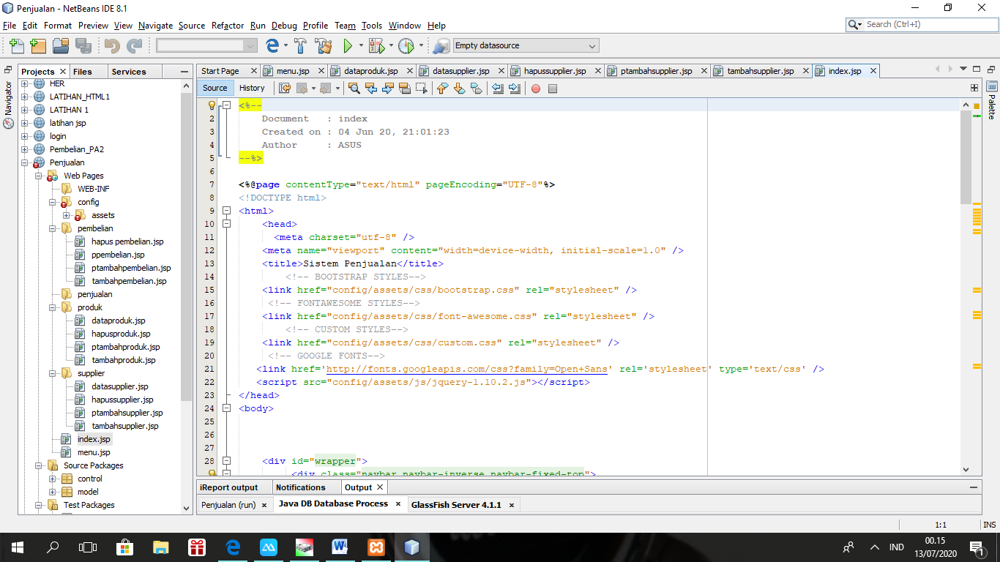 Penjualan - NetBeans IDE 8.1
File Edit Format Preview View Navigate Source Refactor Run Debug Profile Team Tools Window Help
Search (Ctrl+I)
Empty datasource
Projects Files Services
Start Page menu.jsp dataproduk.jsp datasupplier.jsp hapussupplier.jsp ptambahsupplier.jsp tambahsupplier.jsp index.jsp
Navigator
Palette
Source History
HER
LATIHAN_HTML1
LATIHAN 1
latihan jsp
login
Pembelian_PA2
Penjualan
Web Pages
WEB-INF
config
assets
pembelian
hapus pembelian.jsp
ppembelian.jsp
ptambahpembelian.jsp
tambahpembelian.jsp
penjualan
produk
dataproduk.jsp
hapusproduk.jsp
ptambahproduk.jsp
tambahproduk.jsp
supplier
datasupplier.jsp
hapussupplier.jsp
ptambahsupplier.jsp
tambahsupplier.jsp
index.jsp
menu.jsp
Source Packages
control
model
Test Packages
<%--
2 Document : index
3 Created on : 04 Jun 20, 21:01:23
4 Author : ASUS
5 --%>
6
7 <%@page contentType="text/html" pageEncoding="UTF-8"%>
8 <!DOCTYPE html>
9 <html>
10 <head>
11 <meta charset="utf-8" />
12 <meta name="viewport" content="width=device-width, initial-scale=1.0" />
13 <title>Sistem Penjualan</title>
14 <!-- BOOTSTRAP STYLES-->
15 <link href="config/assets/css/bootstrap.css" rel="stylesheet" />
16 <!-- FONTAWESOME STYLES-->
17 <link href="config/assets/css/font-awesome.css" rel="stylesheet" />
18 <!-- CUSTOM STYLES-->
19 <link href="config/assets/css/custom.css" rel="stylesheet" />
20 <!-- GOOGLE FONTS-->
21 <link href='http://fonts.googleapis.com/css?family=Open+Sans' rel='stylesheet' type='text/css' />
22 <script src="config/assets/js/jquery-1.10.2.js"></script>
23 </head>
24 <body>
25
26
27
28 <div id="wrapper">
<div class="navbar navbar-inverse navbar-fixed-top">
iReport output Notifications Output
Penjualan (run) Java DB Database Process GlassFish Server 4.1.1
1:1 INS
IND
00.15
13/07/2020
1